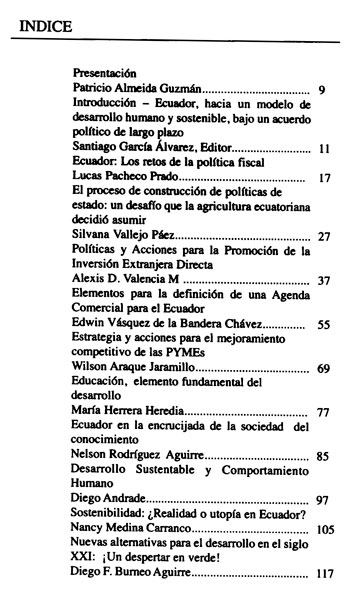 INDICE
Presentación
Patricio Almeida Guzmán.............................. 9
Introducción – Ecuador, hacia un modelo de
desarrollo humano y sostenible, bajo un acuerdo
político de largo plazo
Santiago García Álvarez, Editor....................... 11
Ecuador: Los retos de la política fiscal
Lucas Pacheco Prado...................................... 17
El proceso de construcción de políticas de
estado: un desafío que la agricultura ecuatoriana
decidió asumir
Silvana Vallejo Páez........................................ 27
Políticas y Acciones para la Promoción de la
Inversión Extranjera Directa
Alexis D. Valencia M ...................................... 37
Elementos para la definición de una Agenda
Comercial para el Ecuador
Edwin Vásquez de la Bandera Chávez............. 55
Estrategia y acciones para el mejoramiento
competitivo de las PYMEs
Wilson Araque Jaramillo.................................. 69
Educación, elemento fundamental del
desarrollo
María Herrera Heredia..................................... 77
Ecuador en la encrucijada de la sociedad del
conocimiento
Nelson Rodríguez Aguirre................................ 85
Desarrollo Sustentable y Comportamiento
Humano
Diego Andrade................................................ 97
Sostenibilidad: ¿Realidad o utopía en Ecuador?
Nancy Medina Carranco.................................. 105
Nuevas alternativas para el desarrollo en el siglo
XXI: ¡Un despertar en verde!
Diego F. Burneo Aguirre.................................. 117